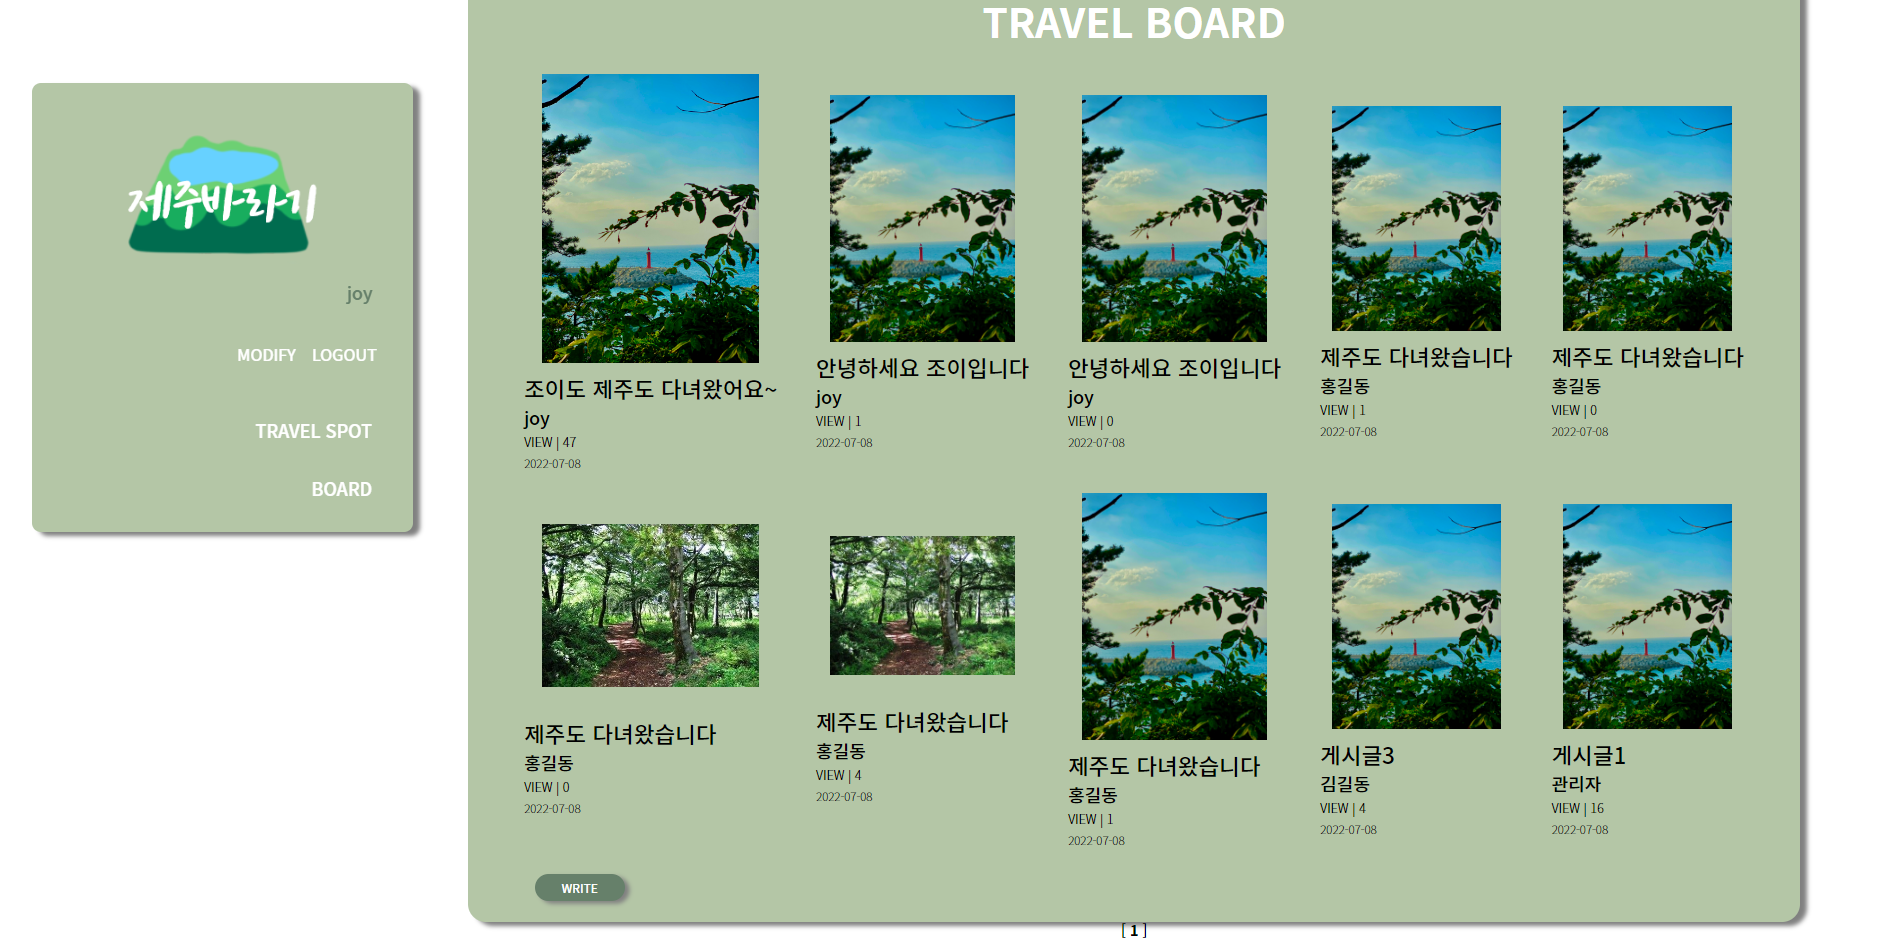 TRAVEL BOARD
제주바라기
joy
MODIFY LOGOUT
TRAVEL SPOT
BOARD
조이도 제주도 다녀왔어요~
joy
VIEW | 47
2022-07-08
안녕하세요 조이입니다
joy
VIEW | 1
2022-07-08
안녕하세요 조이입니다
joy
VIEW | 0
2022-07-08
제주도 다녀왔습니다
홍길동
VIEW | 1
2022-07-08
제주도 다녀왔습니다
홍길동
VIEW | 0
2022-07-08
제주도 다녀왔습니다
홍길동
VIEW | 0
2022-07-08
제주도 다녀왔습니다
홍길동
VIEW | 4
2022-07-08
제주도 다녀왔습니다
홍길동
VIEW | 1
2022-07-08
게시글3
김길동
VIEW | 4
2022-07-08
게시글1
관리자
VIEW | 16
2022-07-08
WRITE
[ 1 ]